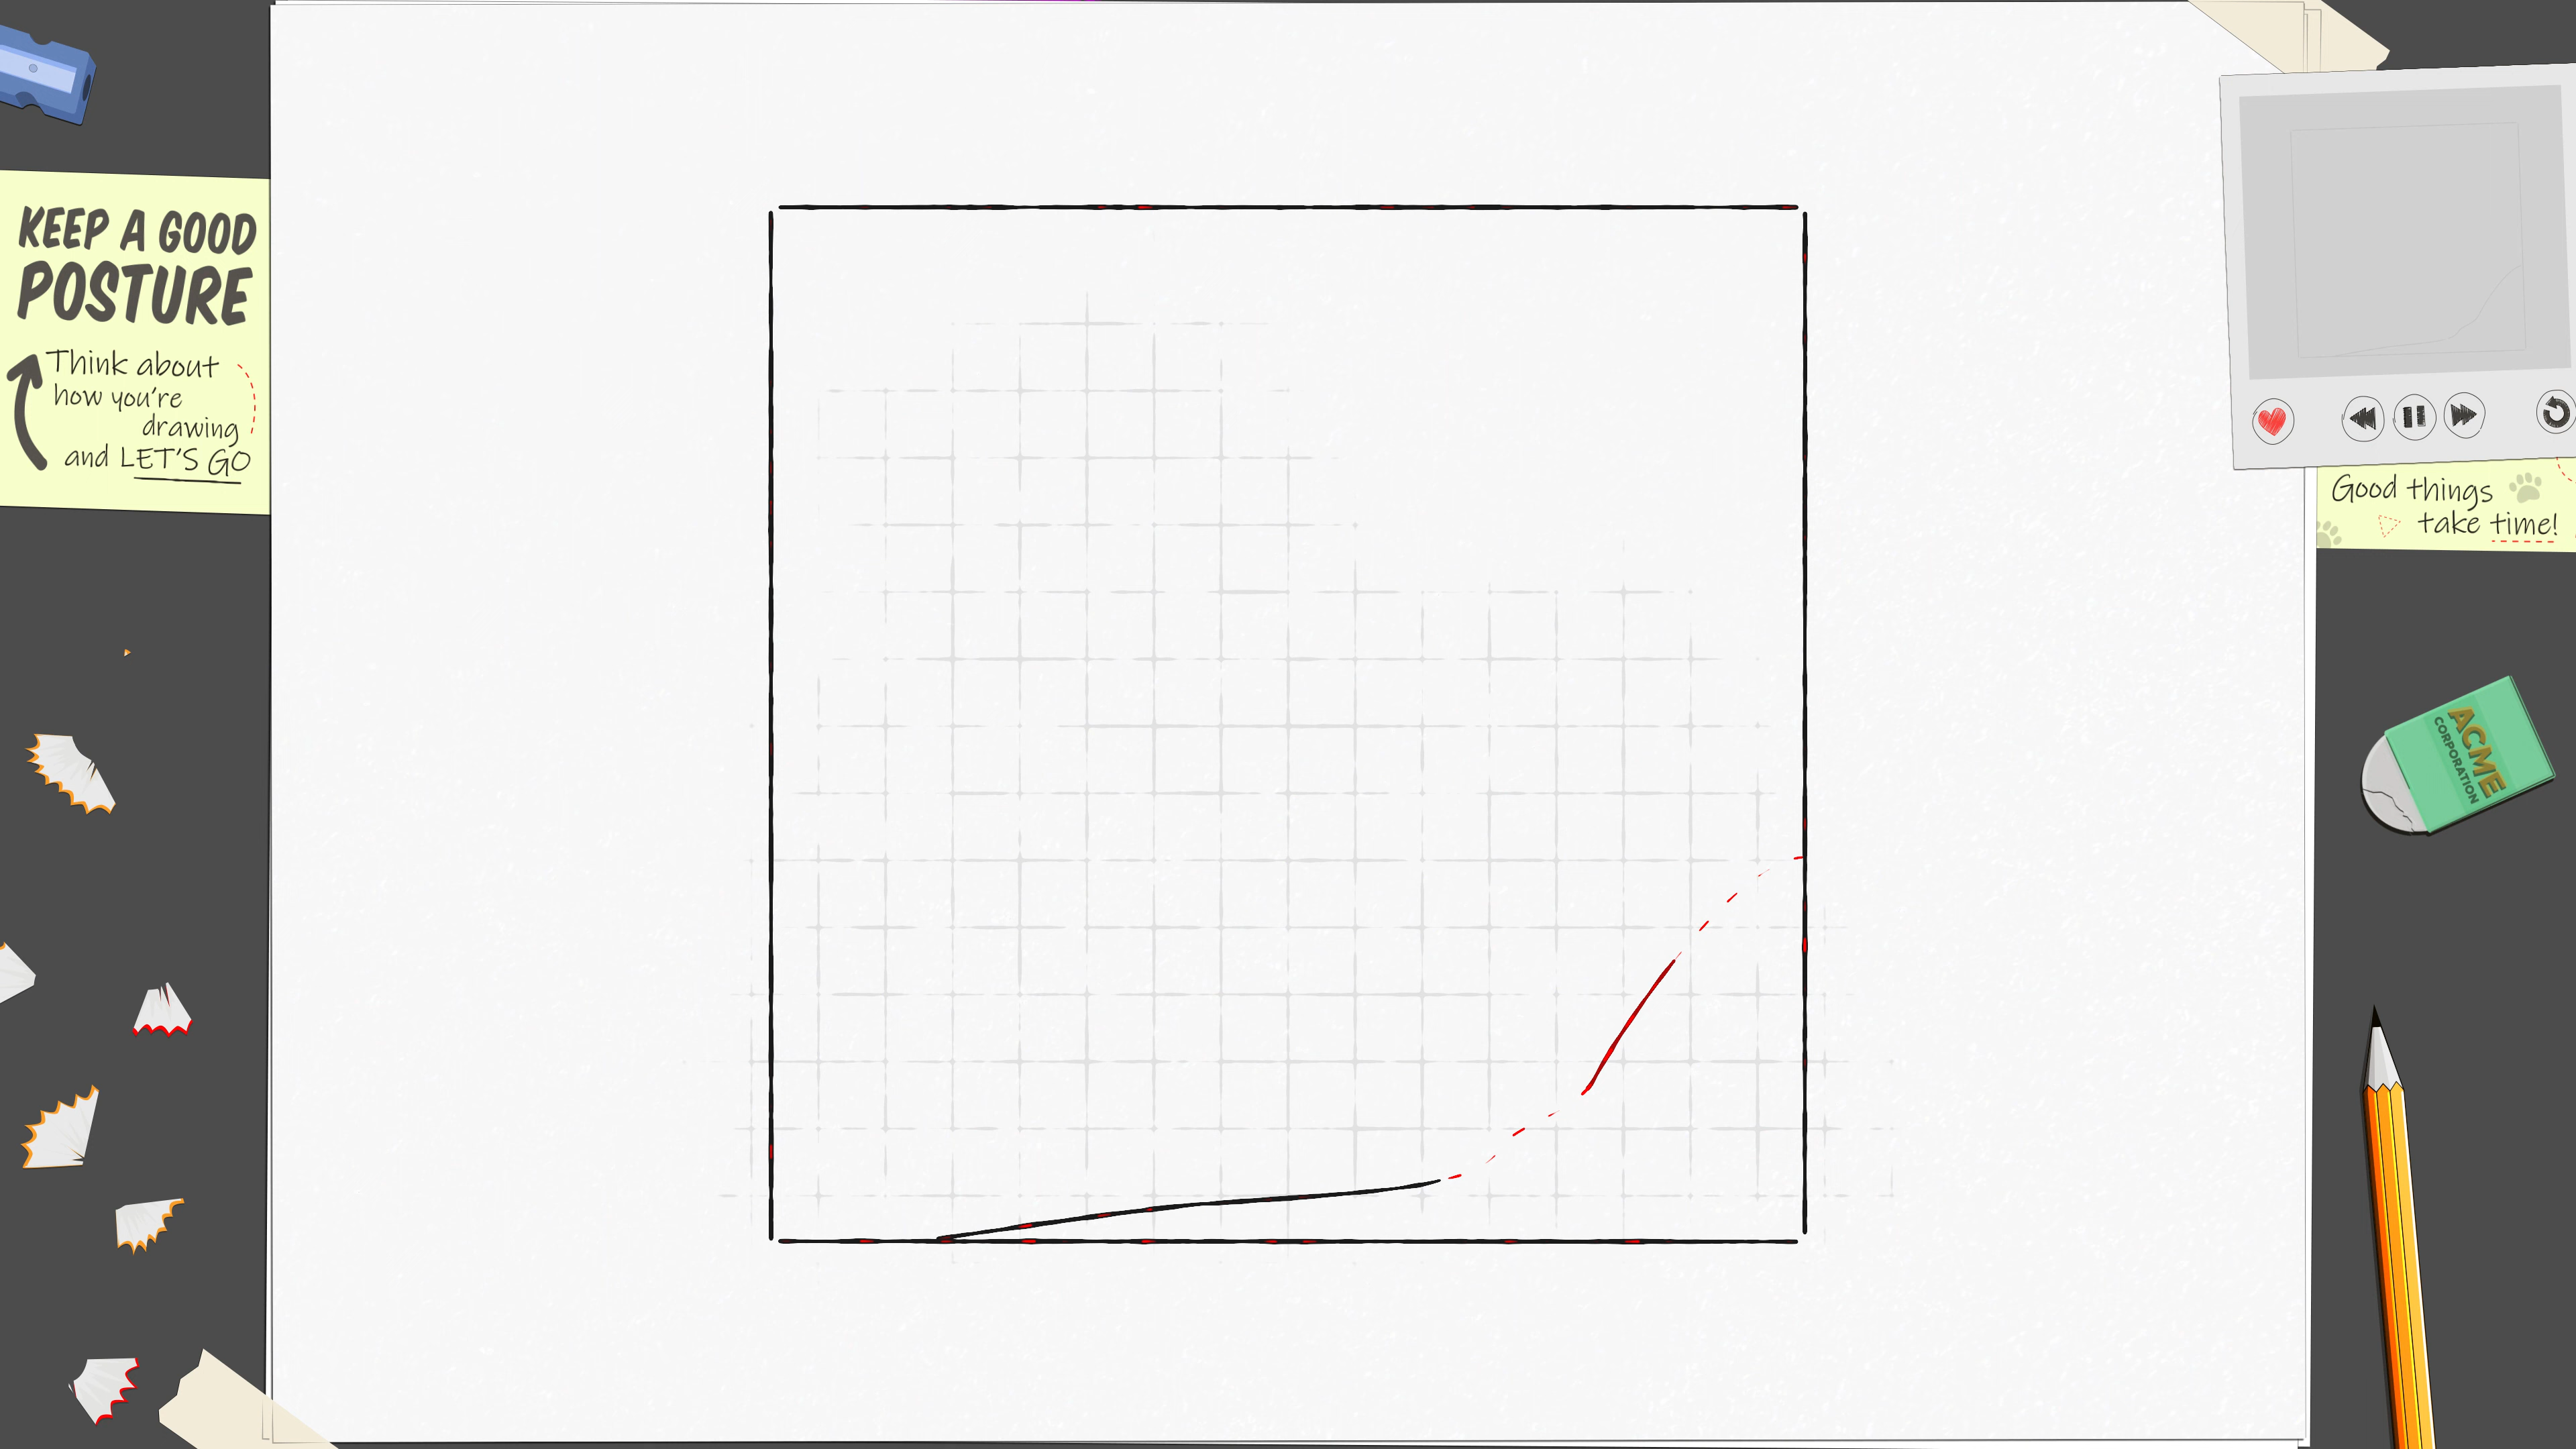 KEEP A GOOD
POSTURE
Think about
how you're
drawing
and LET'S GO
Good things
take time!
ACME
CORPORATION